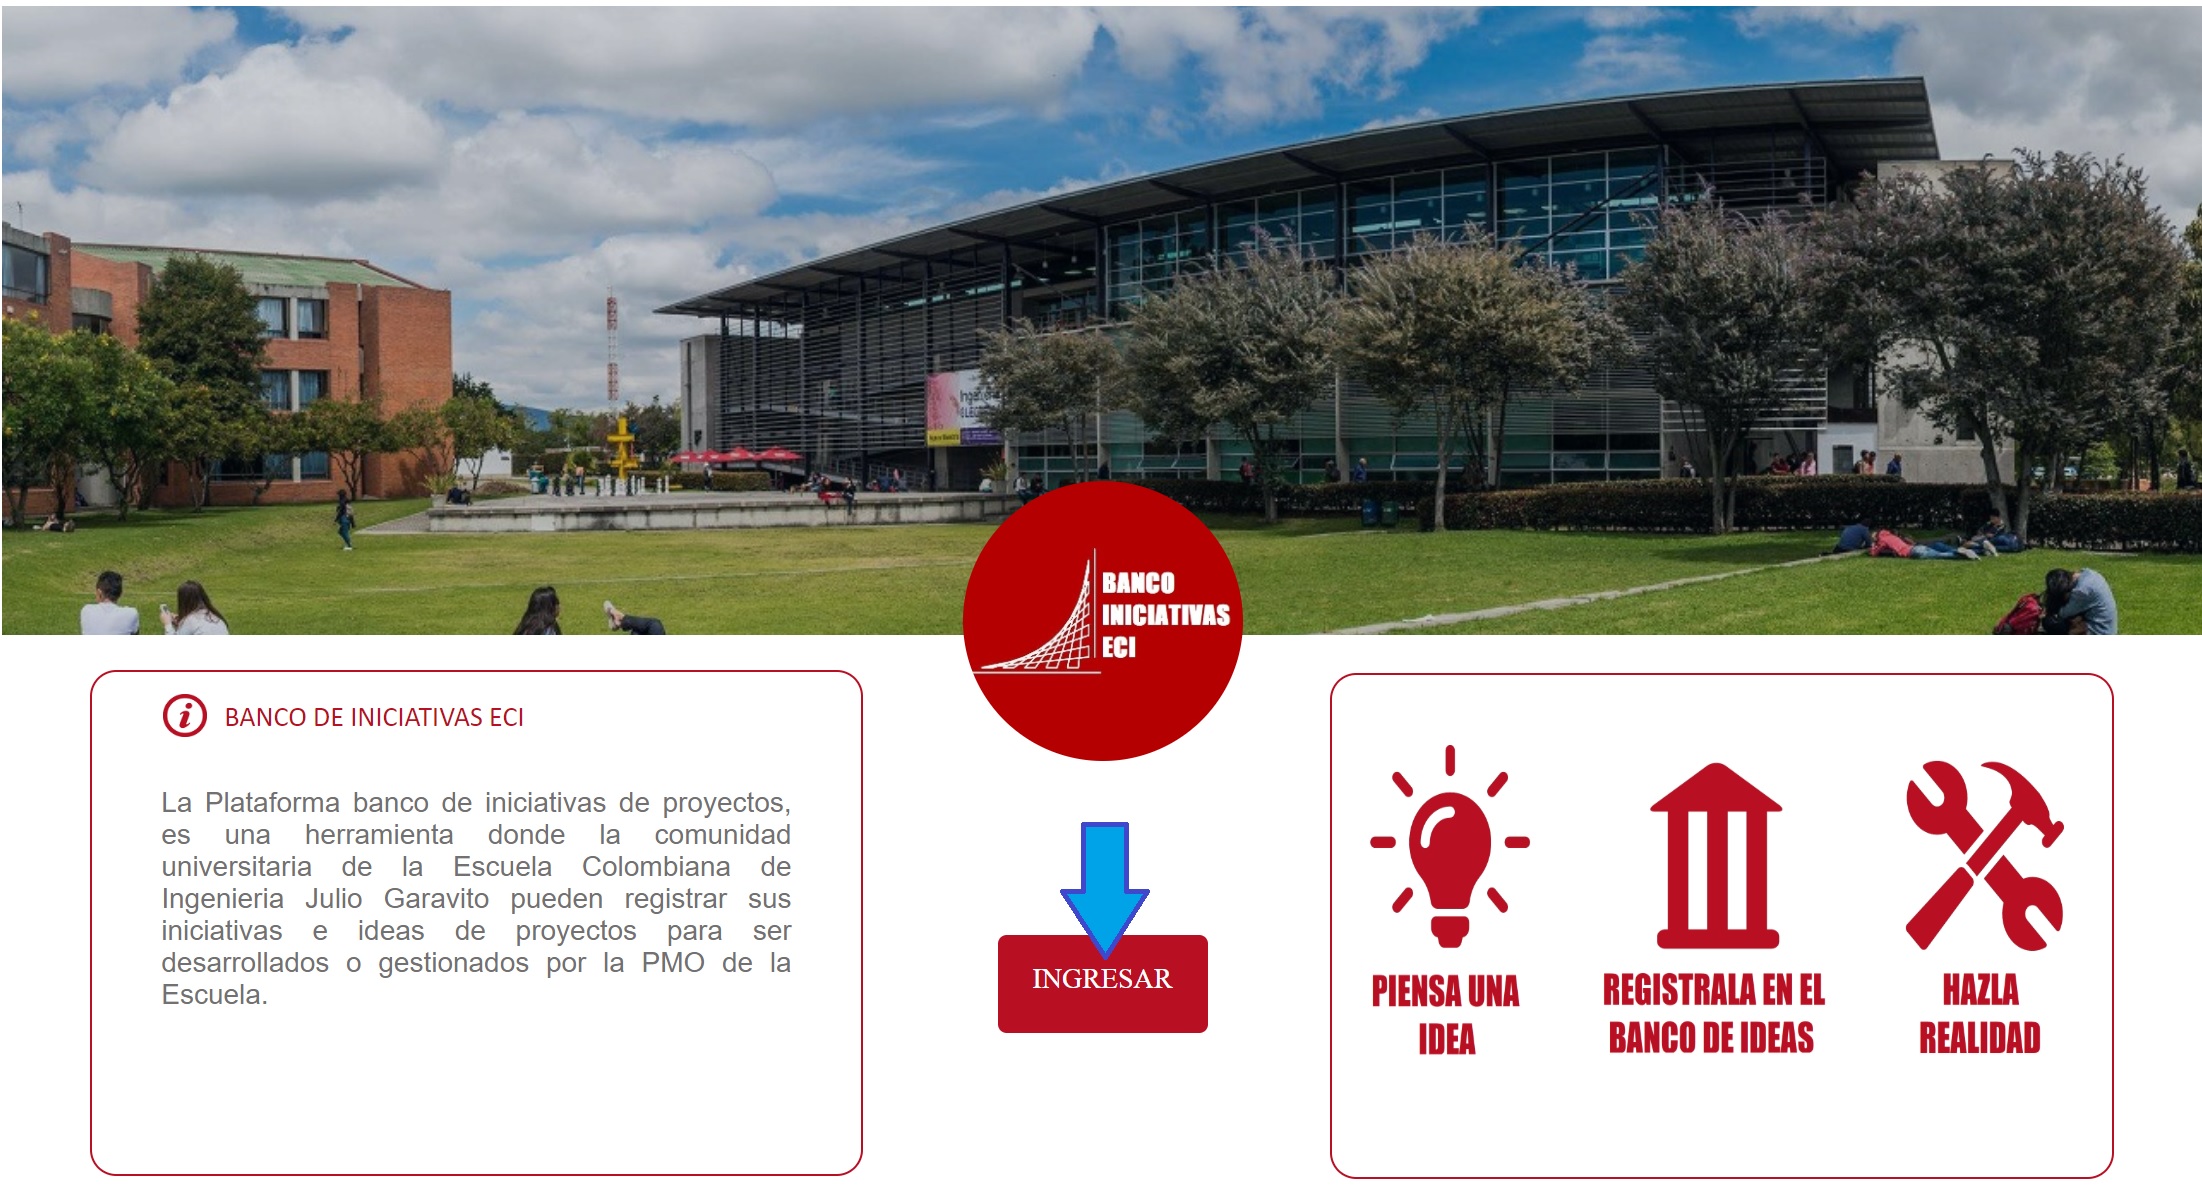 BANCO
INICIATIVAS
ECI
BANCO DE INICIATIVAS ECI
La Plataforma banco de iniciativas de proyectos,
es una herramienta donde la comunidad
universitaria de la Escuela Colombiana de
Ingenieria Julio Garavito pueden registrar sus
iniciativas e ideas de proyectos para ser
desarrollados o gestionados por la PMO de la
Escuela.
INGRESAR
PIENSA UNA
IDEA
REGISTRALA EN EL
BANCO DE IDEAS
HAZLA
REALIDAD